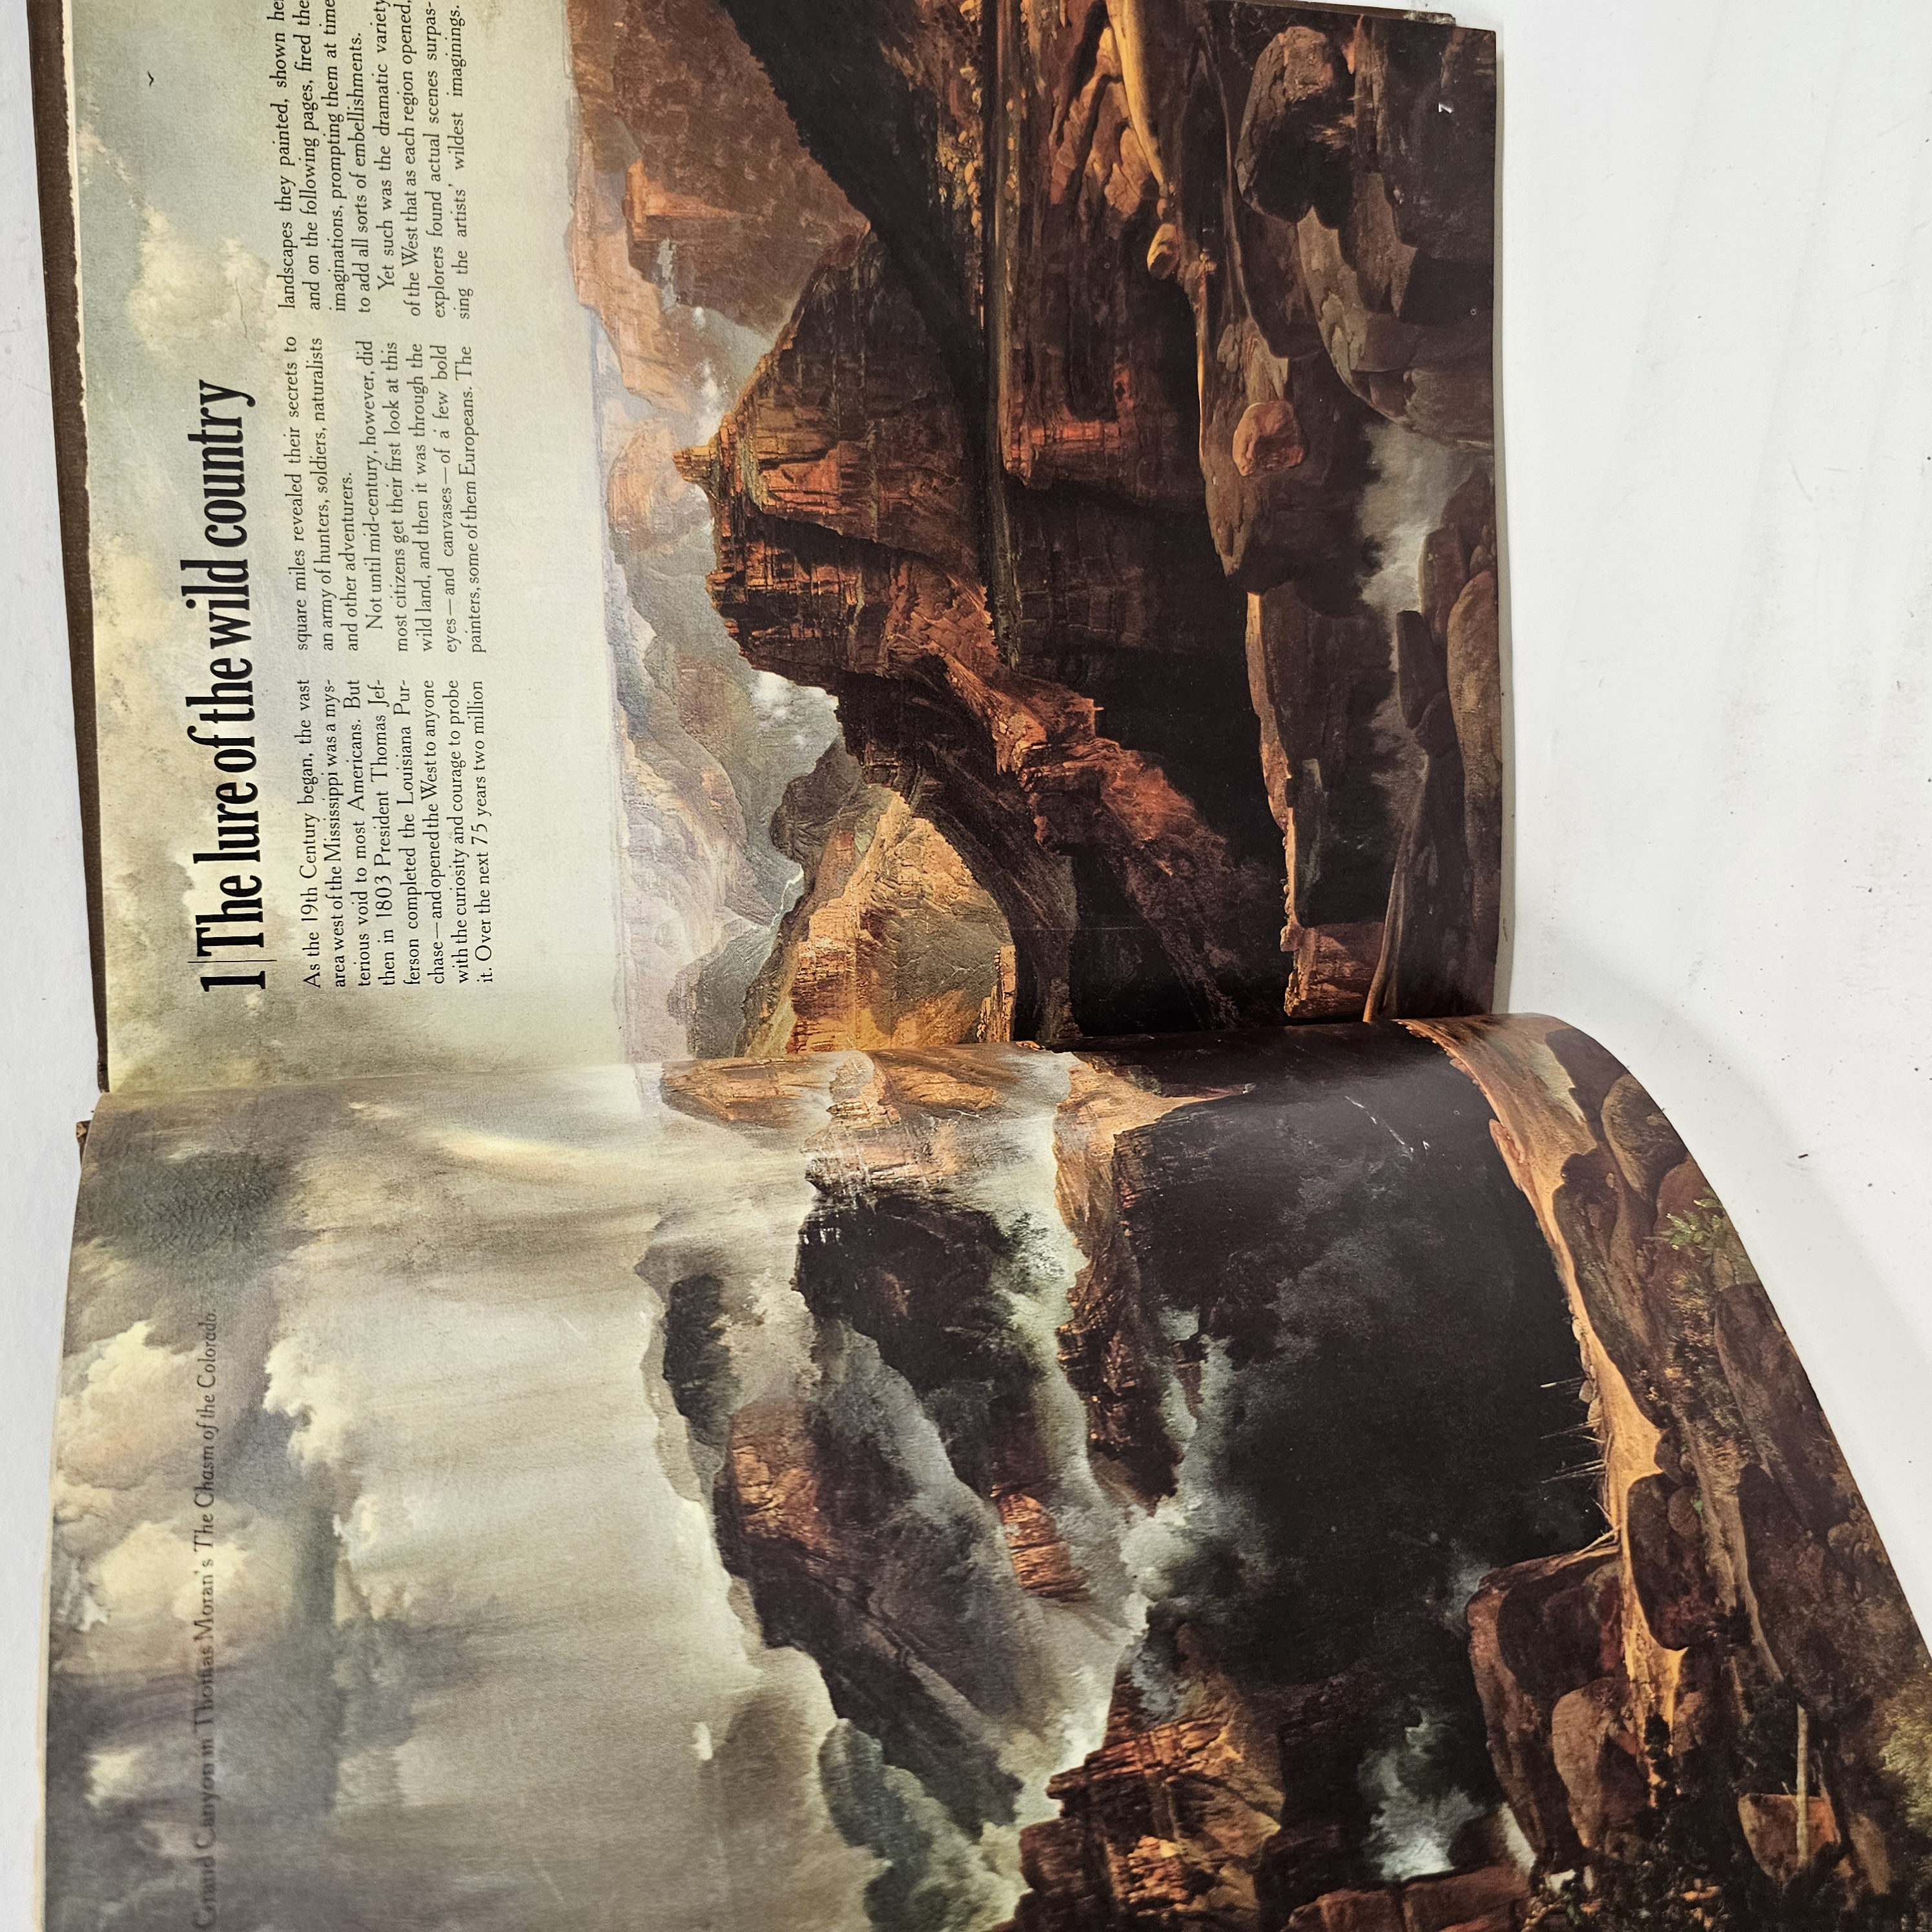 Grand Canyon in Thomas Moran's The Chasm of the Colorado.
1 The lure of the wild country
As the 19th Century began, the vast
area west of the Mississippi was a mys-
terious void to most Americans. But
then in 1803 President Thomas Jef-
ferson completed the Louisiana Pur-
chase—and opened the West to anyone
with the curiosity and courage to probe
it. Over the next 75 years two million
square miles revealed their secrets to
an army of hunters, soldiers, naturalists
and other adventurers.
Not until mid-century, however, did
most citizens get their first look at this
wild land, and then it was through the
eyes—and canvases—of a few bold
painters, some of them Europeans. The
landscapes they painted, shown
and on the following pages, fired
imaginations, prompting them at
to add all sorts of embellishments.
Yet such was the dramatic variety
of the West that as each region opened,
explorers found actual scenes surpas-
sing the artists' wildest imaginings.
7